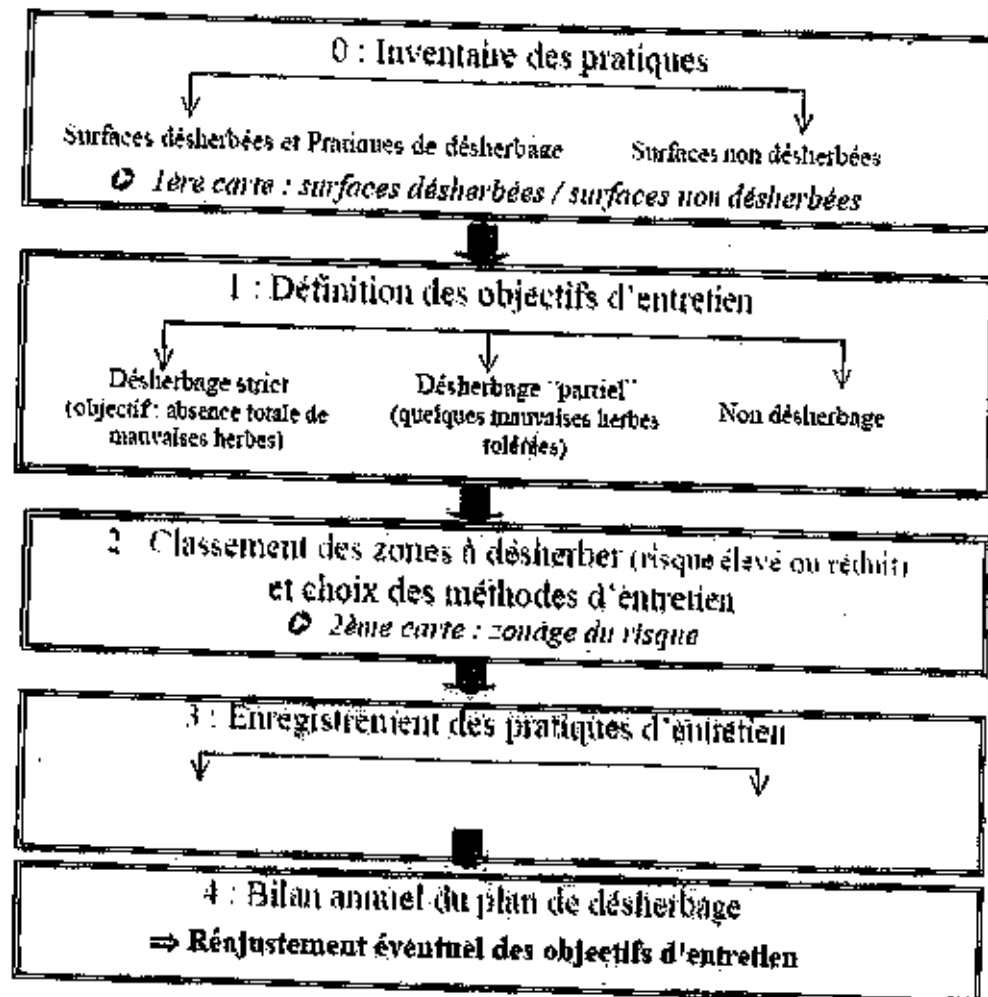 0 : Inventaire des pratiques
Surfaces désherbées et Pratiques de désherbage
Surfaces non désherbées
1ère carte : surfaces désherbées / surfaces non désherbées
1 : Définition des objectifs d'entretien
Désherbage strict
(objectif : absence totale de
mauvaises herbes)
Désherbage "partiel"
(quelques mauvaises herbes
tolérées)
Non désherbage
2 Classement des zones à désherber (risque élevé ou réduit)
et choix des méthodes d'entretien
2ème carte : zonage du risque
3 : Enregistrement des pratiques d'entretien
4 : Bilan annuel du plan de désherbage
⇒ Réajustement éventuel des objectifs d'entretien